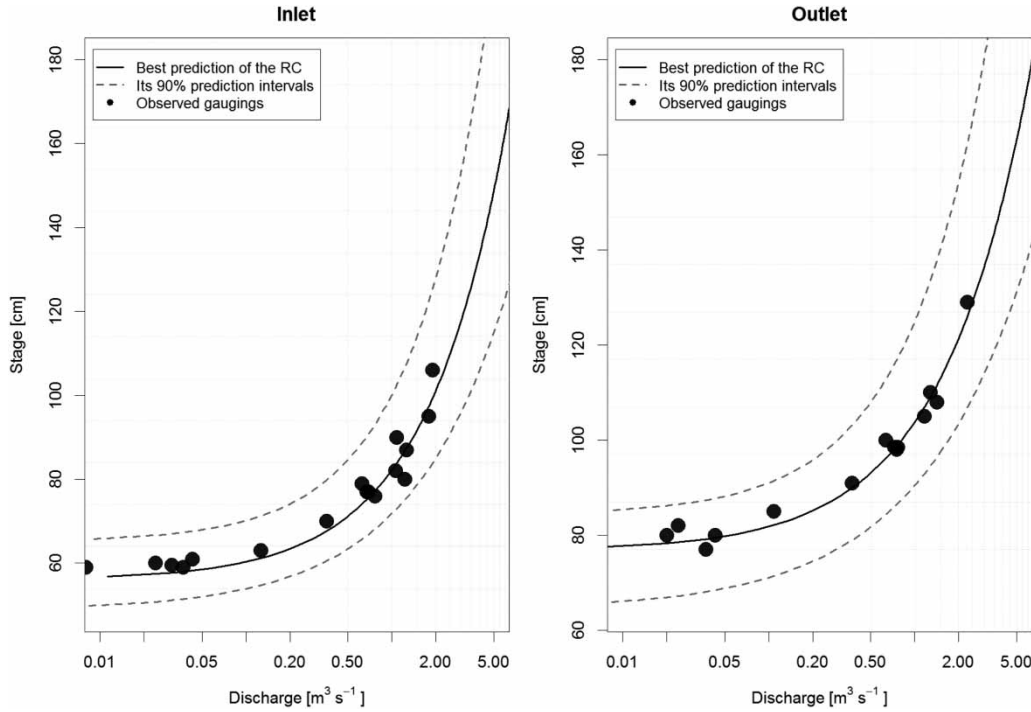 Inlet
Best prediction of the RC
Its 90% prediction intervals
Observed gaugings
180
160
140
120
100
80
60
Stage [cm]
0.01 0.05 0.20 0.50 2.00 5.00
Discharge [m³ s⁻¹ ]
Outlet
Best prediction of the RC
Its 90% prediction intervals
Observed gaugings
180
160
140
120
100
80
60
Stage [cm]
0.01 0.05 0.20 0.50 2.00 5.00
Discharge [m³ s⁻¹ ]